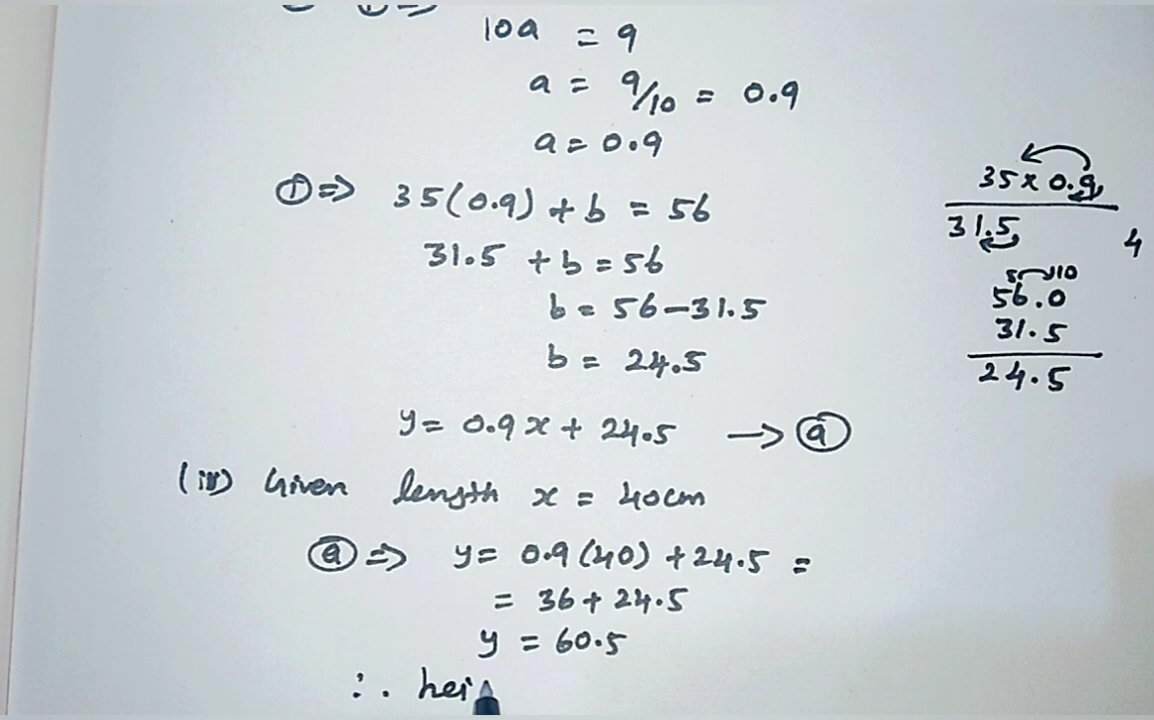 10a = 9
a = 9/10 = 0.9
a = 0.9
① ⇒ 35(0.9) + b = 56
31.5 + b = 56
b = 56 - 31.5
b = 24.5
y = 0.9x + 24.5 → ⓐ
Given length x = 40cm
ⓐ ⇒ y = 0.9(40) + 24.5 =
= 36 + 24.5
y = 60.5
∴ hei
35 x 0.9
31.5
4
5 10
56.0
31.5
24.5